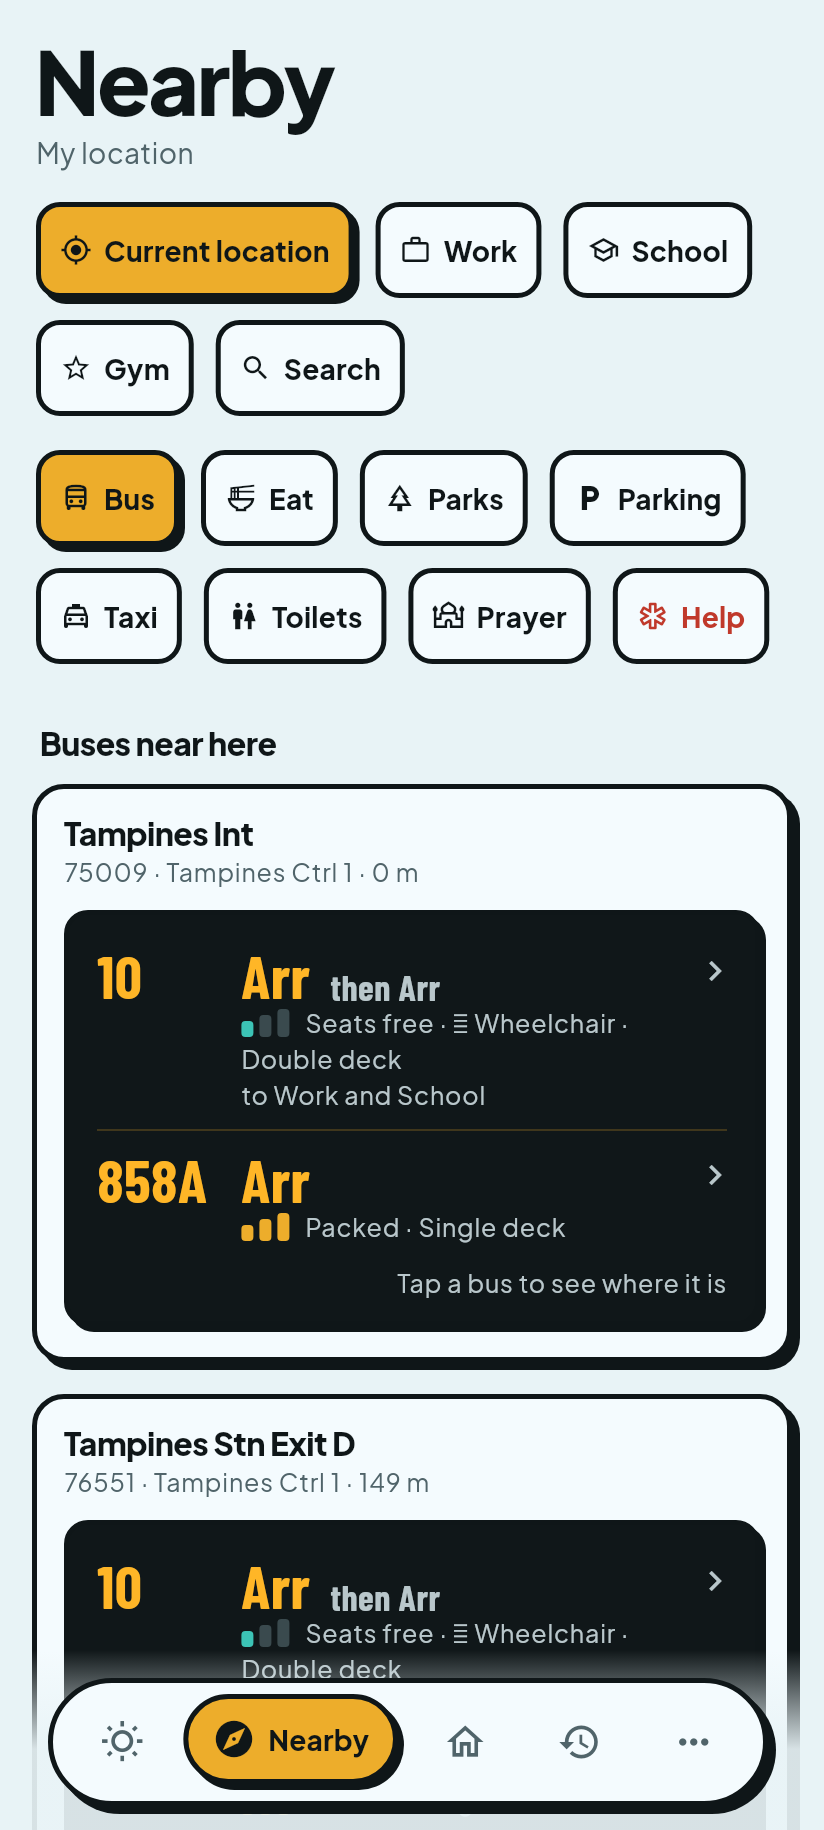 Nearby
My location
Current location
Work
School
Gym
Search
Bus
Eat
Parks
P Parking
Taxi
Toilets
Prayer
Help
Buses near here
Tampines Int
75009 · Tampines Ctrl 1 · 0 m
10 Arr then Arr
Seats free · Wheelchair ·
Double deck
to Work and School
858A Arr
Packed · Single deck
Tap a bus to see where it is
Tampines Stn Exit D
76551 · Tampines Ctrl 1 · 149 m
10 Arr then Arr
Seats free · Wheelchair ·
Double deck
Nearby